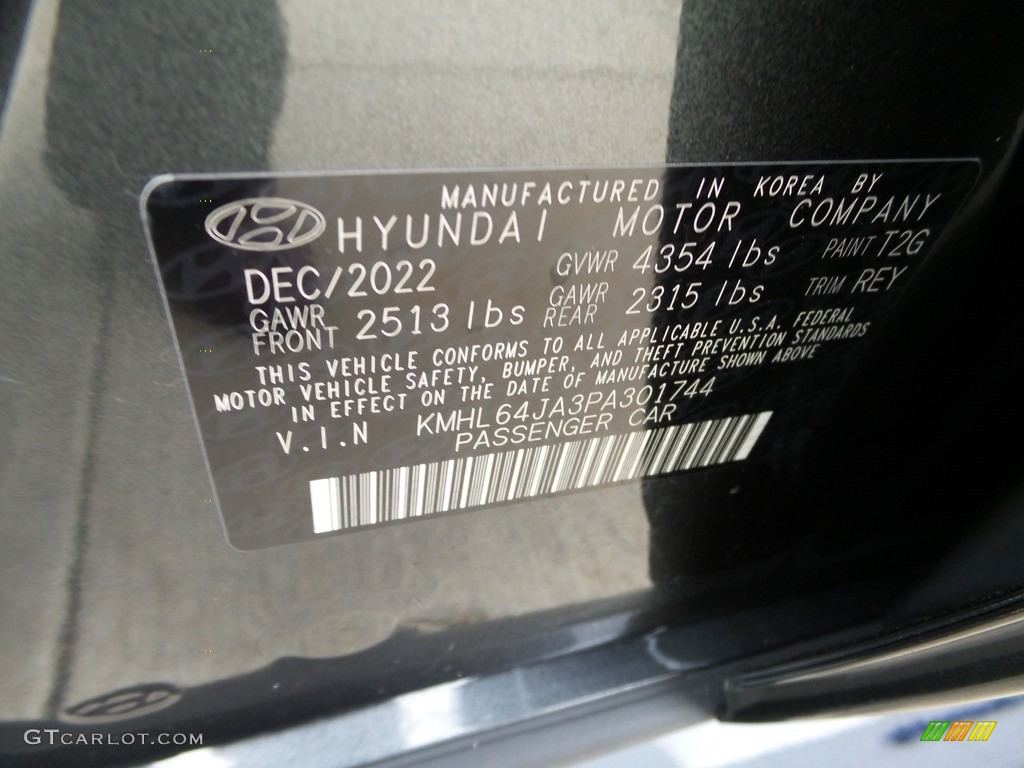 MANUFACTURED IN KOREA BY
HYUNDAI MOTOR COMPANY
DEC/2022 GVWR 4354 lbs PAINT T2G
GAWR FRONT 2513 lbs GAWR REAR 2315 lbs TRIM REY
THIS VEHICLE CONFORMS TO ALL APPLICABLE U.S.A. FEDERAL
MOTOR VEHICLE SAFETY, BUMPER, AND THEFT PREVENTION STANDARDS
IN EFFECT ON THE DATE OF MANUFACTURE SHOWN ABOVE
V.I.N KMHL64JA3PA301744
PASSENGER CAR
GTCARLOT.COM